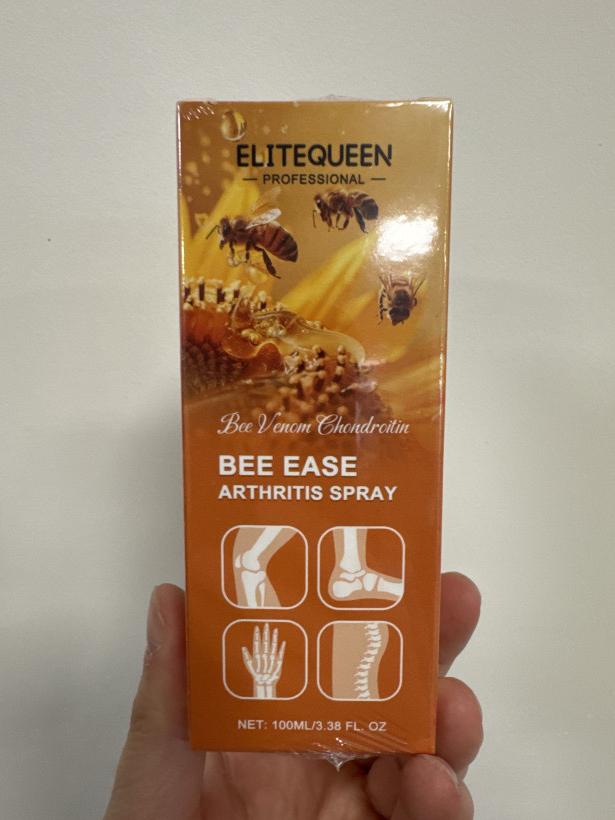 ELITEQUEEN
— PROFESSIONAL —
Bee Venom Chondroitin
BEE EASE
ARTHRITIS SPRAY
NET: 100ML/3.38 FL. OZ